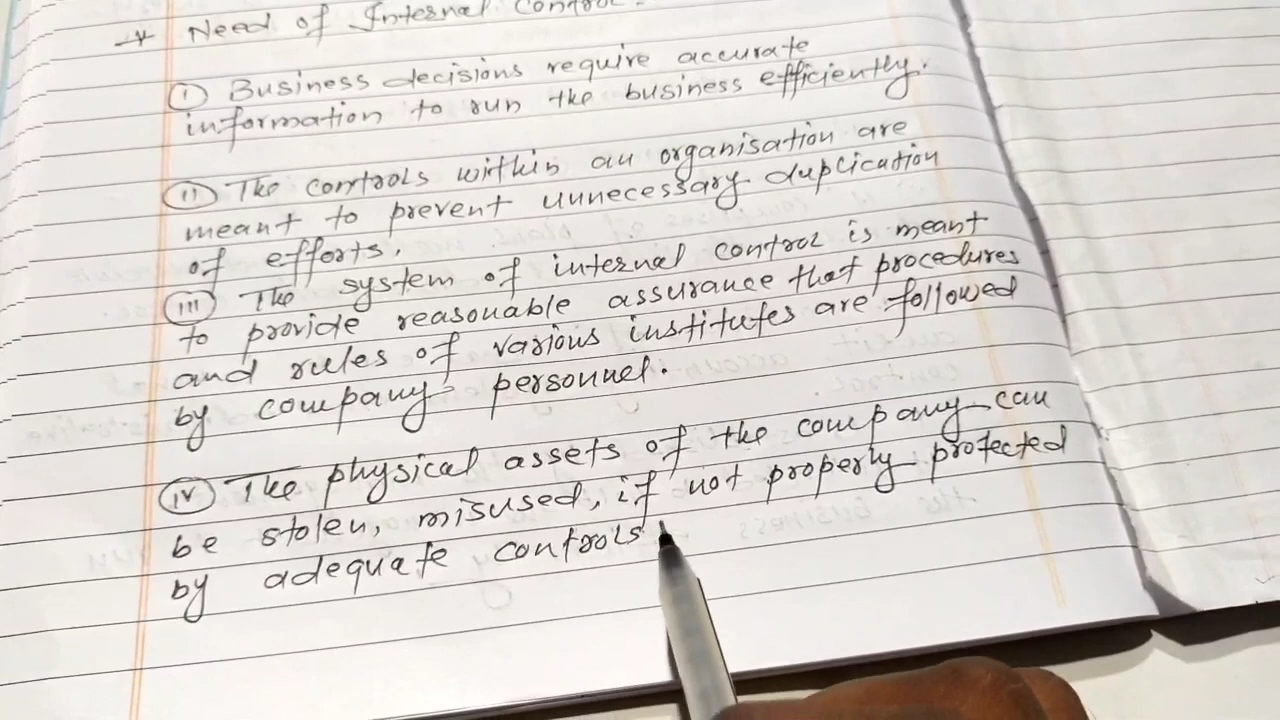 → Need of Internal Control.
(I) Business decisions require accurate
information to run the business efficiently.
(II) The controls within an organisation are
meant to prevent unnecessary duplication
of efforts.
(III) The system of internal control is meant
to provide reasonable assurance that procedures
and rules of various institutes are followed
by company personnel.
(IV) The physical assets of the company can
be stolen, misused, if not properly protected
by adequate controls